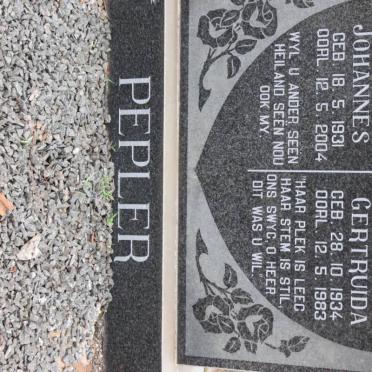 JOHANNES
GEB. 18. 5. 1931
OORL. 12. 5. 2004
WYL U ANDER SEEN
HEILAND, SEEN NOU
OOK MY
GERTRUIDA
GEB. 28. 10. 1934
OORL. 12. 5. 1983
"HAAR PLEK IS LEEG
HAAR STEM IS STIL
ONS SWYG, O HEER
DIT WAS U WIL"
PEPLER